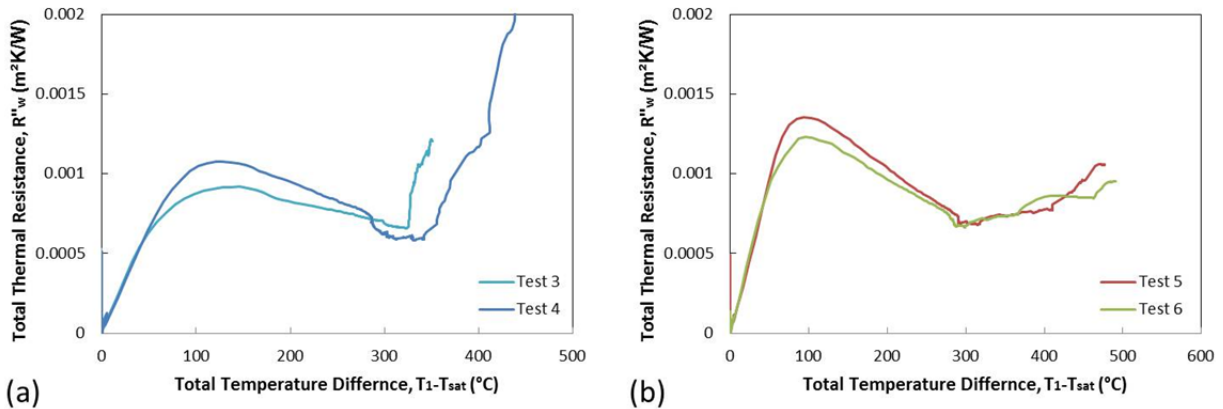 0.002
0.0015
0.001
0.0005
0
Total Thermal Resistance, R"w (m²K/W)
Test 3
Test 4
0 100 200 300 400 500
Total Temperature Differnce, T1-Tsat (°C)
(a)
0.002
0.0015
0.001
0.0005
0
Total Thermal Resistance, R"w (m²K/W)
Test 5
Test 6
0 100 200 300 400 500 600
Total Temperature Differnce, T1-Tsat (°C)
(b)